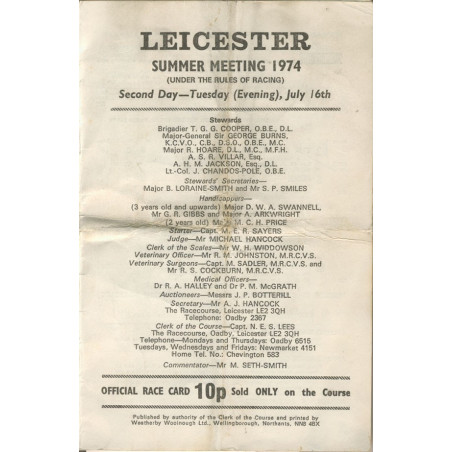 LEICESTER
SUMMER MEETING 1974
(UNDER THE RULES OF RACING)
Second Day—Tuesday (Evening), July 16th
Stewards
Brigadier T. G. G. COOPER, O.B.E., D.L.
Major-General Sir GEORGE BURNS,
K.C.V.O., C.B., D.S.O., O.B.E., M.C.
Major R. HOARE, D.L., M.C., M.F.H.
A. S. R. VILLAR, Esq.
A. H. M. JACKSON, Esq.
Lt.-Col. J. CHANDOS-POLE, O.B.E.
Stewards' Secretaries—
Major B. LORAINE-SMITH and Mr S. P. SMILES
Handicappers—
(3 years old and upwards) Major D. W. A. SWANNELL,
Mr G. R. GIBBS and Major A. ARKWRIGHT
(2 years old) Mr M. C. H. PRICE
Starter—Capt. M. E. R. SAYERS
Judge—Mr MICHAEL HANCOCK
Clerk of the Scales—Mr W. H. WIDDOWSON
Veterinary Officer—Mr R. M. JOHNSTON, M.R.C.V.S.
Veterinary Surgeons—Capt. M. SADLER, M.R.C.V.S. and
Mr R. S. COCKBURN, M.R.C.V.S.
Medical Officers—
Dr R. A. HALLEY and Dr P. M. McGRATH
Auctioneers—Messrs J. P. BOTTERILL
Secretary—Mr A. J. HANCOCK
The Racecourse, Leicester LE2 3QH
Telephone: Oadby 2367
Clerk of the Course—Capt. N. E. S. LEES
The Racecourse, Oadby, Leicester LE2 3QH
Telephone—Mondays and Thursdays: Oadby 6515
Tuesdays, Wednesdays and Fridays: Newmarket 4151
Home Tel. No.: Chevington 583
Commentator—Mr M. SETH-SMITH
OFFICIAL RACE CARD 10p Sold ONLY on the Course
Published by authority of the Clerk of the Course and printed by
Weatherby Woolnough Ltd., Wellingborough, Northants, NN8 4BX